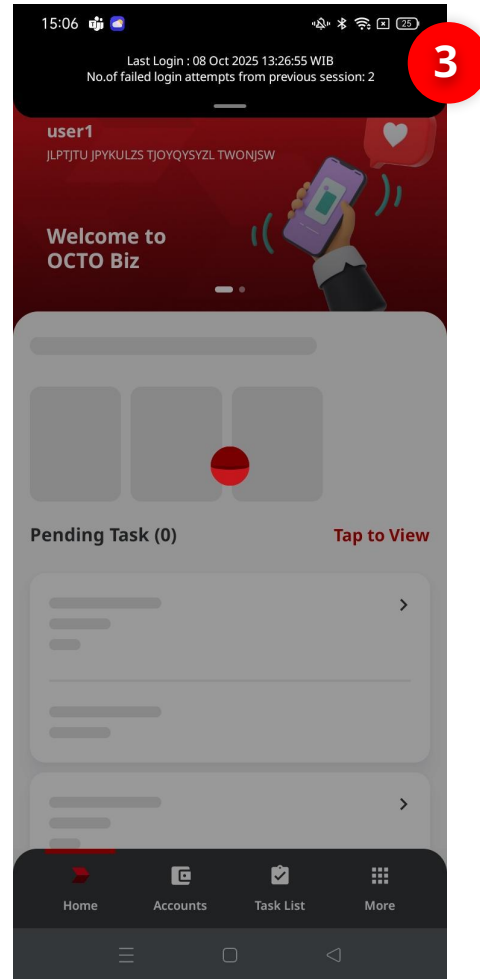 15:06
25
3
Last Login : 08 Oct 2025 13:26:55 WIB
No.of failed login attempts from previous session: 2
user1
JLPTJTU JPYKULZS TJOYQYSYZL TWONJSW
Welcome to
OCTO Biz
Pending Task (0)
Tap to View
Home
Accounts
Task List
More